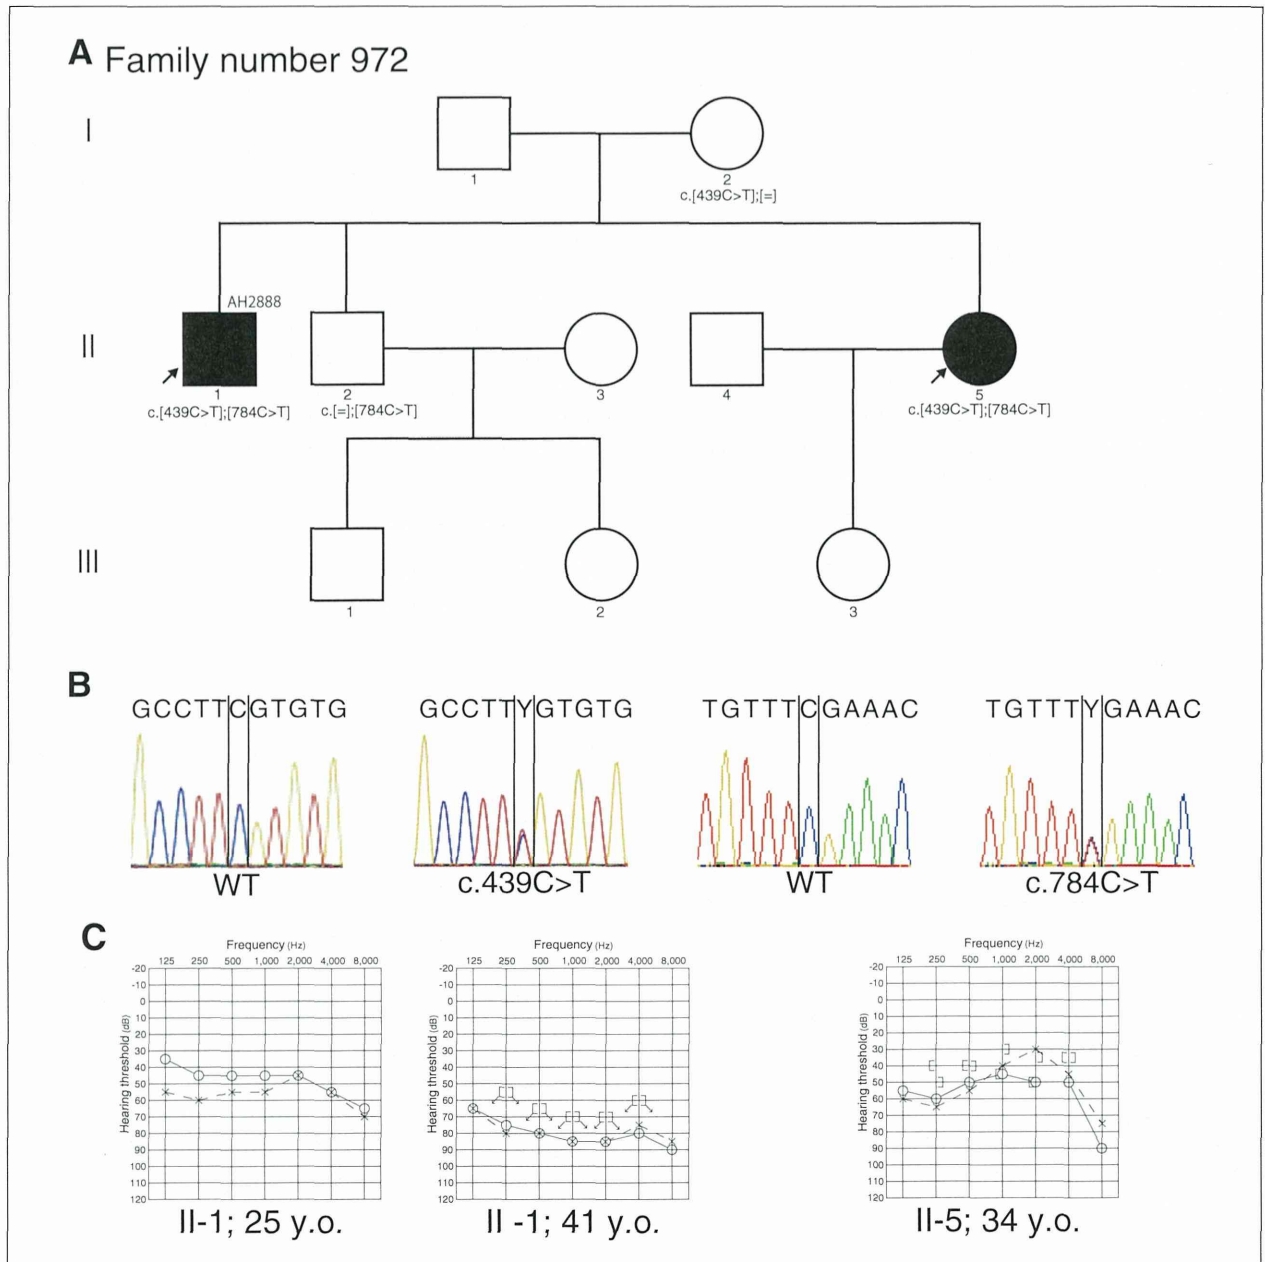 A Family number 972
I
1
2
c.[439C>T];[=]
AH2888
II
1
2
3
4
5
c.[439C>T];[784C>T]
c.[=];[784C>T]
c.[439C>T];[784C>T]
III
1
2
3
B
GCCTTCGTGTG
GCCTTYGTGTG
TGTTTCGAAAC
TGTTTYGAAAC
WT
c.439C>T
WT
c.784C>T
C
Frequency (Hz)
125 250 500 1,000 2,000 4,000 8,000
Hearing threshold (dB)
-20
-10
0
10
20
30
40
50
60
70
80
90
100
110
120
II-1; 25 y.o.
Frequency (Hz)
125 250 500 1,000 2,000 4,000 8,000
Hearing threshold (dB)
-20
-10
0
10
20
30
40
50
60
70
80
90
100
110
120
II -1; 41 y.o.
Frequency (Hz)
125 250 500 1,000 2,000 4,000 8,000
Hearing threshold (dB)
-20
-10
0
10
20
30
40
50
60
70
80
90
100
110
120
II-5; 34 y.o.